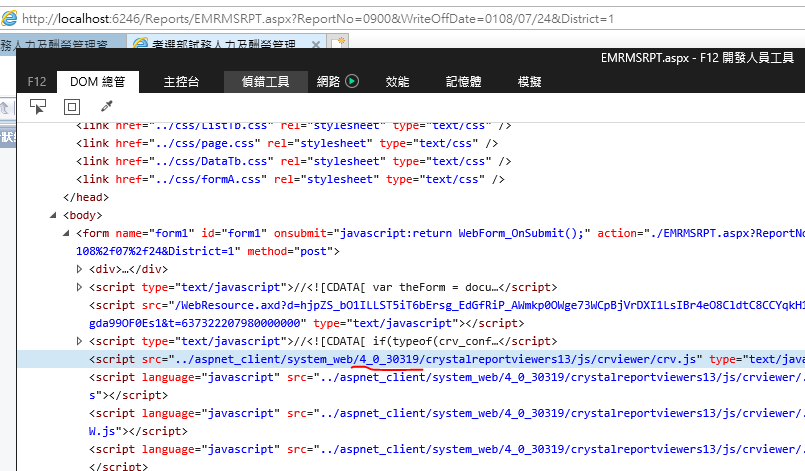 http://localhost:6246/Reports/EMRMSRPT.aspx?ReportNo=0900&WriteOffDate=0108/07/24&District=1
務人力及酬勞管理資 考選部試務人力及酬勞管...
EMRMSRPT.aspx - F12 開發人員工具
F12 DOM 總管 主控台 偵錯工具 網路 效能 記憶體 模擬
<link href="../css/ListTb.css" rel="stylesheet" type="text/css" />
<link href="../css/page.css" rel="stylesheet" type="text/css" />
<link href="../css/DataTb.css" rel="stylesheet" type="text/css" />
<link href="../css/formA.css" rel="stylesheet" type="text/css" />
</head>
<body>
<form name="form1" id="form1" onsubmit="javascript:return WebForm_OnSubmit();" action="./EMRMSRPT.aspx?ReportNo
108%2f07%2f24&District=1" method="post">
<div>…</div>
<script type="text/javascript">//<![CDATA[ var theForm = docu…</script>
<script src="/WebResource.axd?d=hjpZS_bO1ILLST5iT6bErsg_EdGfRiP_AWmkp0OWge73WCpBjVrDXI1LsIBr4eO8CldtC8CCYqkH1
gda99OF0Es1&t=637322207980000000" type="text/javascript"></script>
<script type="text/javascript">//<![CDATA[ if(typeof(crv_conf…</script>
<script src="../aspnet_client/system_web/4_0_30319/crystalreportviewers13/js/crviewer/crv.js" type="text/java
<script language="javascript" src="../aspnet_client/system_web/4_0_30319/crystalreportviewers13/js/crviewer/.
s"></script>
<script language="javascript" src="../aspnet_client/system_web/4_0_30319/crystalreportviewers13/js/crviewer/.
W.js"></script>
<script language="javascript" src="../aspnet_client/system_web/4_0_30319/crystalreportviewers13/js/crviewer/.
</script>